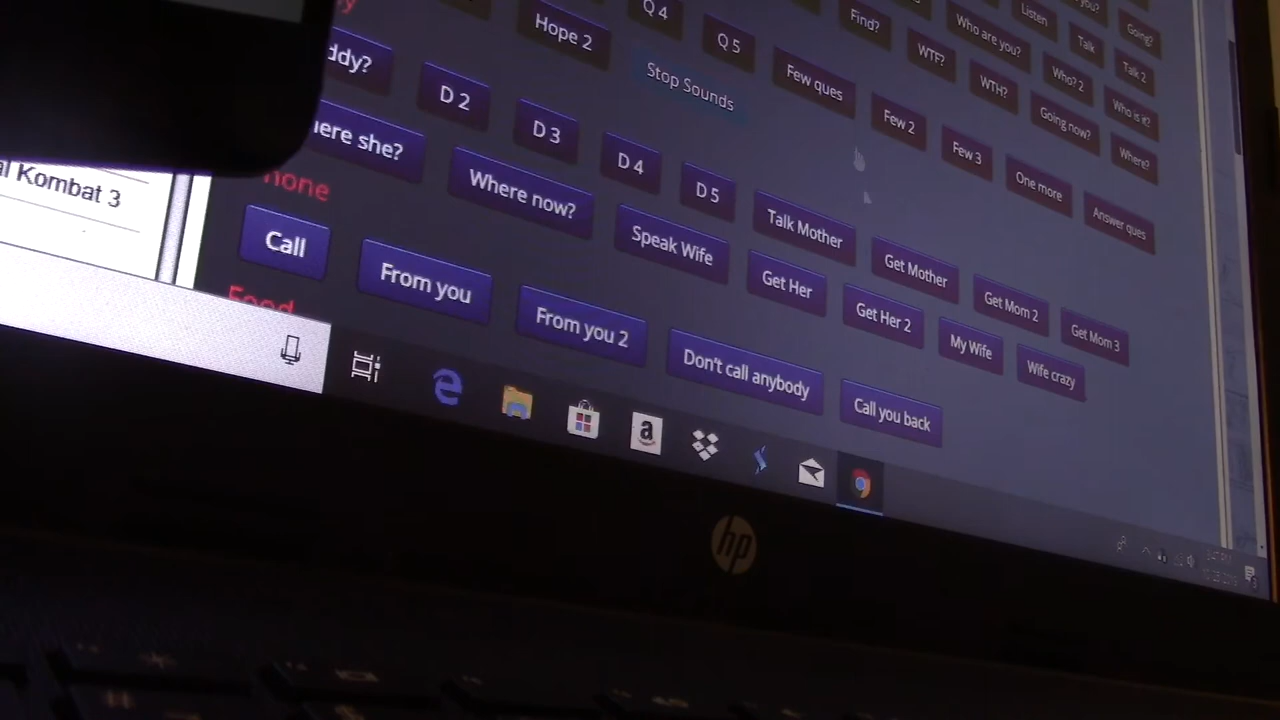 Q 4
Find?
Who are you?
Listen
you?
Going?
Hope 2
Q 5
WTF?
Talk
Talk 2
ddy?
Stop Sounds
Few ques
WTH?
Who? 2
Who is it?
D 2
D 3
Few 2
Going now?
Where?
here she?
D 4
Few 3
One more
Answer ques
al Kombat 3
hone
Where now?
D 5
Talk Mother
Get Mother
Get Mom 2
Get Mom 3
Call
From you
Speak Wife
Get Her
Get Her 2
My Wife
Wife crazy
Food
From you 2
Don't call anybody
Call you back
a
hp